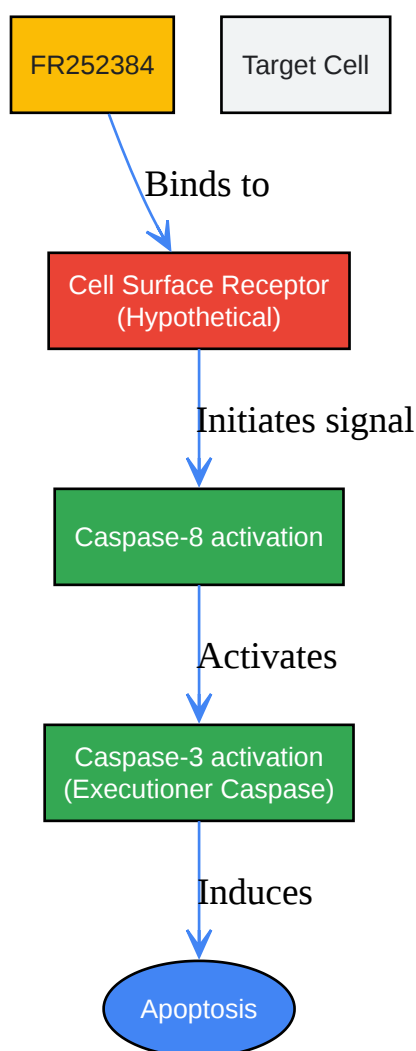 FR252384
Target Cell
Binds to
Cell Surface Receptor
(Hypothetical)
Initiates signal
Caspase-8 activation
Activates
Caspase-3 activation
(Executioner Caspase)
Induces
Apoptosis